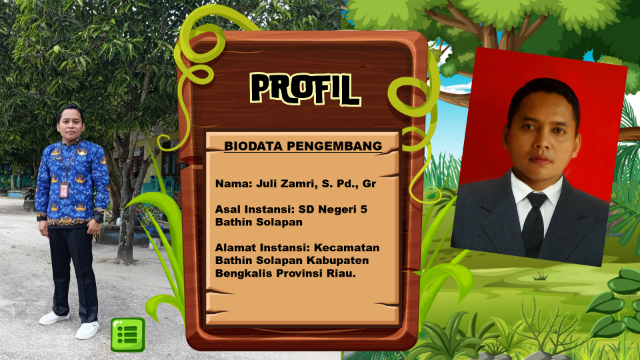 PROFIL
BIODATA PENGEMBANG
Nama: Juli Zamri, S. Pd., Gr
Asal Instansi: SD Negeri 5
Bathin Solapan
Alamat Instansi: Kecamatan
Bathin Solapan Kabupaten
Bengkalis Provinsi Riau.